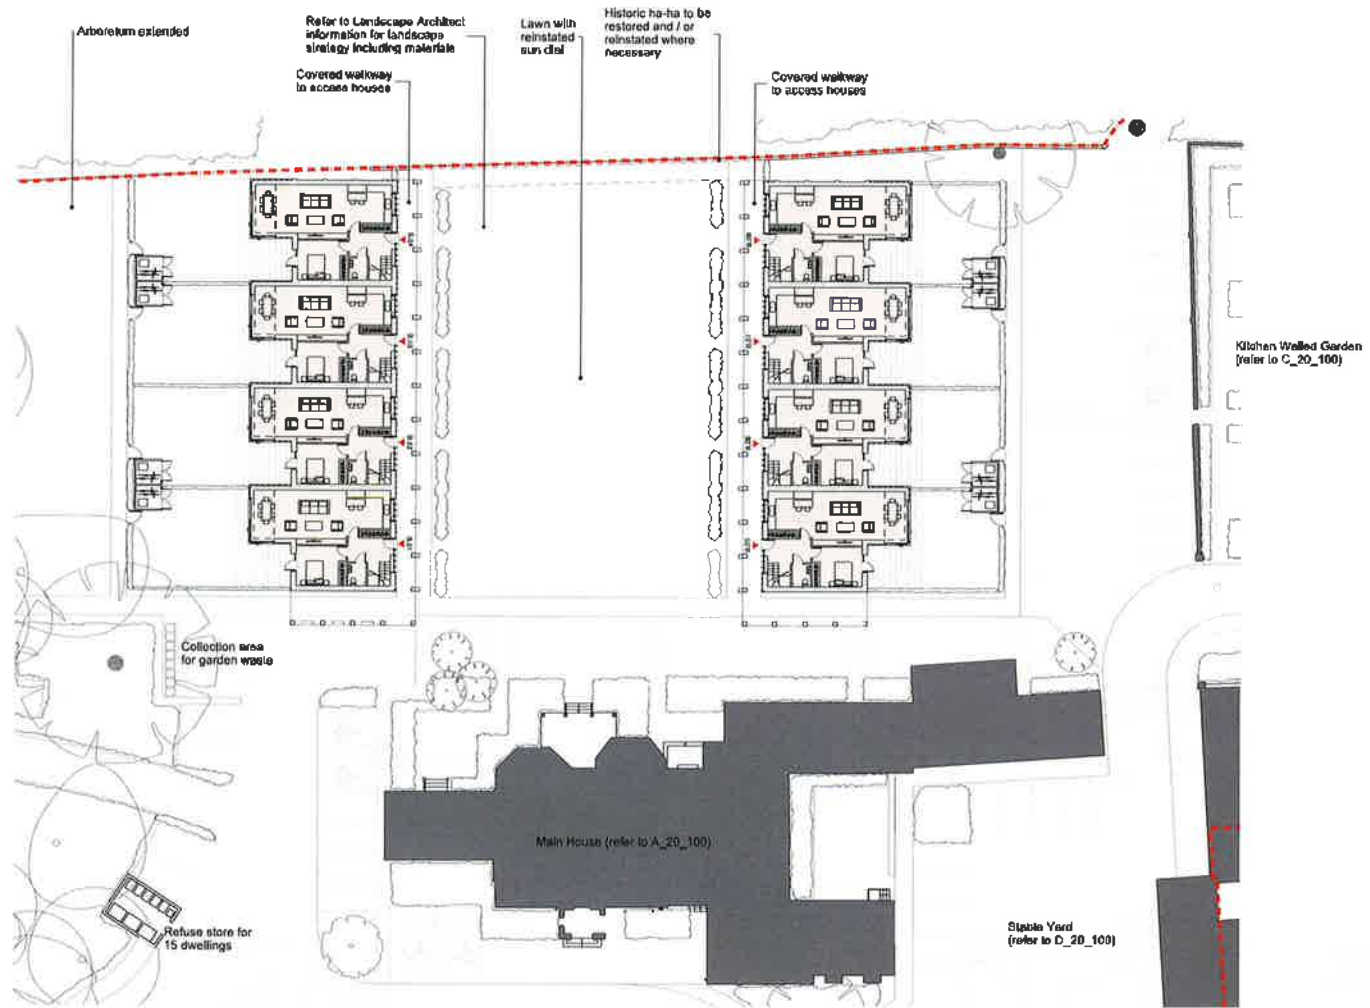 Arboretum extended
Refer to Landscape Architect
information for landscape
strategy including materials
Covered walkway
to access houses
Lawn with
reinstated
sun dial
Historic ha-ha to be
restored and / or
reinstated where
necessary
Covered walkway
to access houses
Kitchen Walled Garden
(refer to C_20_100)
Collection area
for garden waste
Main House (refer to A_20_100)
Refuse store for
15 dwellings
Stable Yard
(refer to D_20_100)